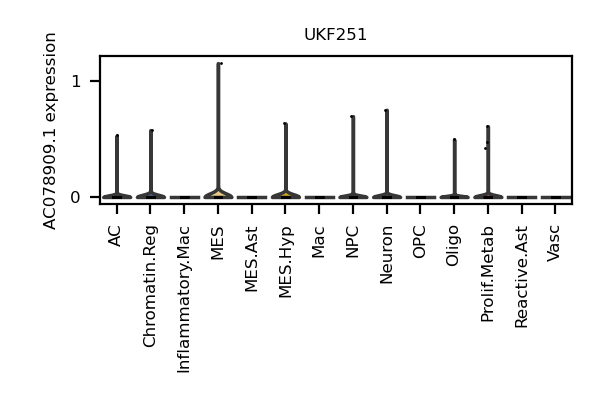 UKF251
AC078909.1 expression
1
0
AC
Chromatin.Reg
Inflammatory.Mac
MES
MES.Ast
MES.Hyp
Mac
NPC
Neuron
OPC
Oligo
Prolif.Metab
Reactive.Ast
Vasc